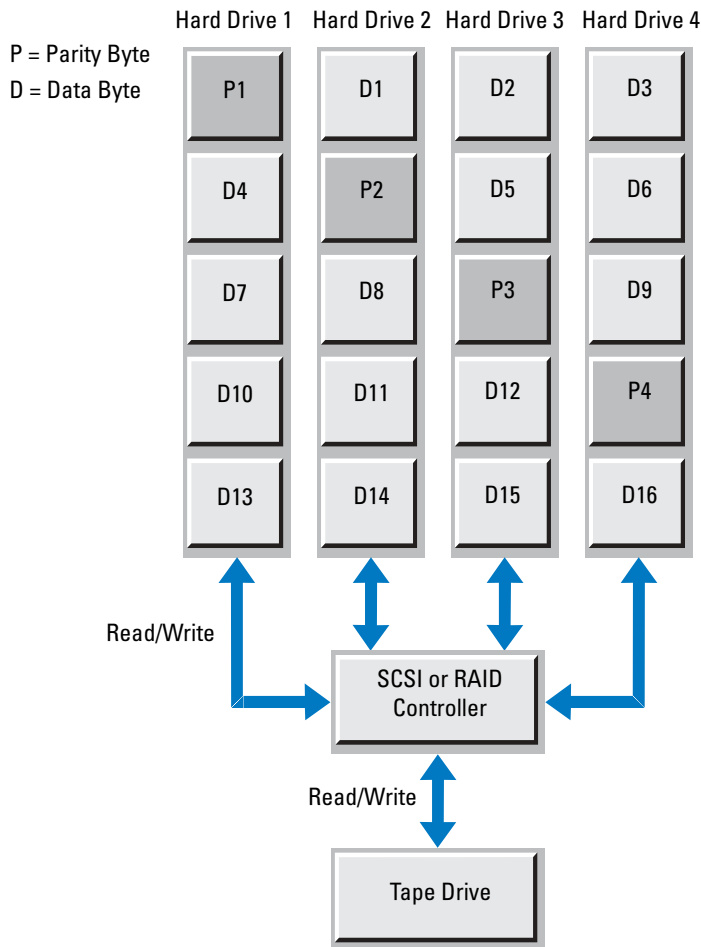 Hard Drive 1 Hard Drive 2 Hard Drive 3 Hard Drive 4
P = Parity Byte
D = Data Byte
P1 D1 D2 D3
D4 P2 D5 D6
D7 D8 P3 D9
D10 D11 D12 P4
D13 D14 D15 D16
Read/Write
SCSI or RAID
Controller
Read/Write
Tape Drive